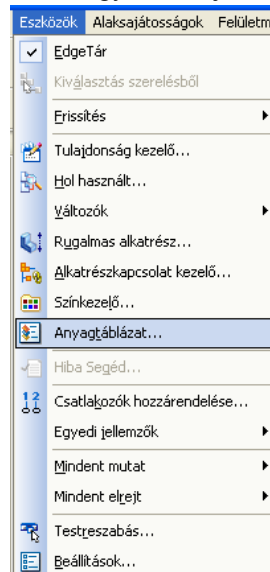 Eszközök Alaksajátosságok Felületm
EdgeTár
Kiválasztás szerelésből
Frissítés
Tulajdonság kezelő...
Hol használt...
Változók
Rugalmas alkatrész...
Alkatrészkapcsolat kezelő...
Színkezelő...
Anyagtáblázat...
Hiba Segéd...
Csatlakozók hozzárendelése...
Egyedi jellemzők
Mindent mutat
Mindent elrejt
Testreszabás...
Beállítások...